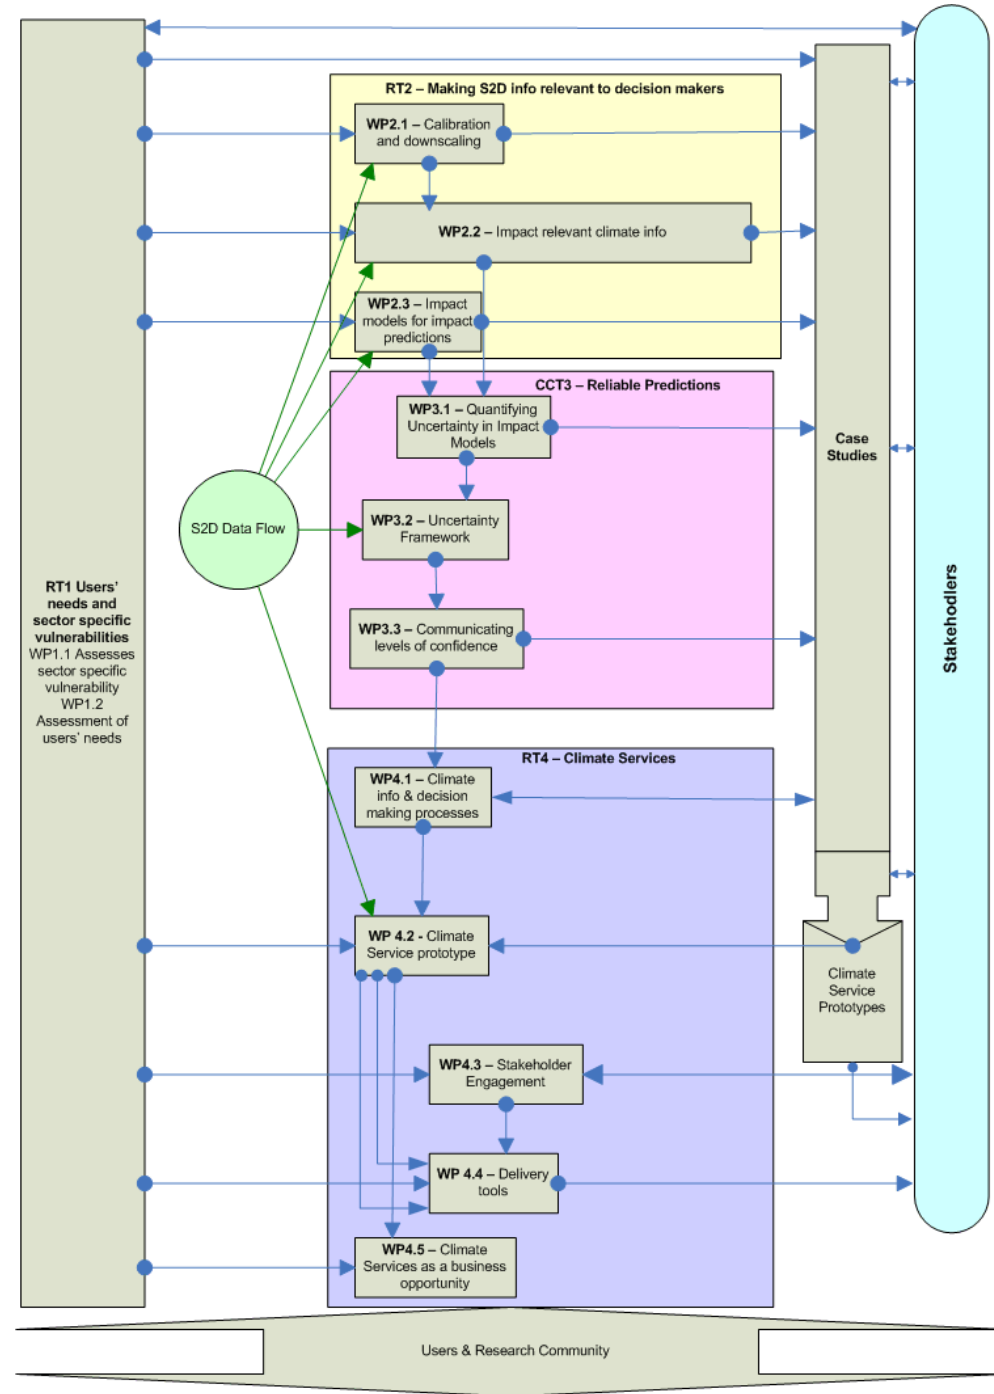 RT2 – Making S2D info relevant to decision makers
WP2.1 – Calibration
and downscaling
WP2.2 – Impact relevant climate info
WP2.3 – Impact
models for impact
predictions
CCT3 – Reliable Predictions
WP3.1 – Quantifying
Uncertainty in Impact
Models
Case
Studies
S2D Data Flow
WP3.2 – Uncertainty
Framework
RT1 Users'
needs and
sector specific
vulnerabilities
WP1.1 Assesses
sector specific
vulnerability
WP1.2
Assessment of
users' needs
WP3.3 – Communicating
levels of confidence
Stakehodlers
RT4 – Climate Services
WP4.1 – Climate
info & decision
making processes
WP 4.2 - Climate
Service prototype
Climate
Service
Prototypes
WP4.3 – Stakeholder
Engagement
WP 4.4 – Delivery
tools
WP4.5 – Climate
Services as a business
opportunity
Users & Research Community